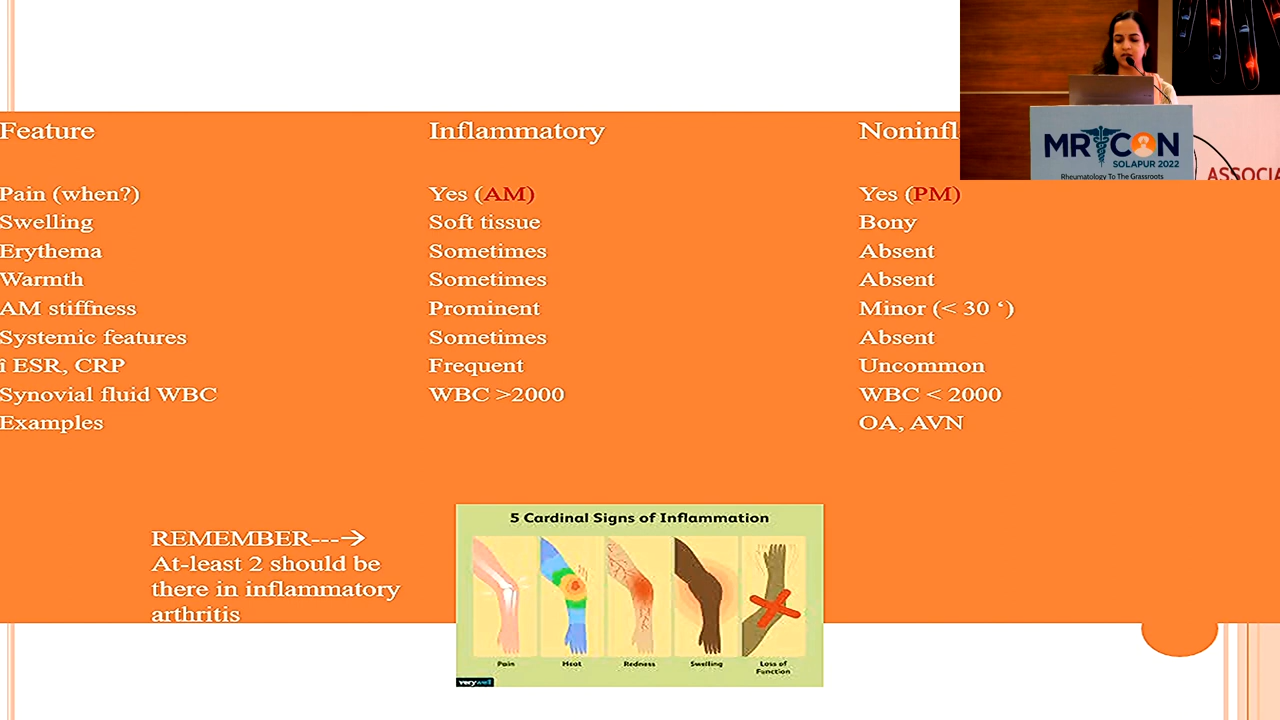 Feature Inflammatory Noninfl
Pain (when?) Yes (AM) Yes (PM)
Swelling Soft tissue Bony
Erythema Sometimes Absent
Warmth Sometimes Absent
AM stiffness Prominent Minor (< 30 ‘)
Systemic features Sometimes Absent
î ESR, CRP Frequent Uncommon
Synovial fluid WBC WBC >2000 WBC < 2000
Examples OA, AVN
REMEMBER---→
At-least 2 should be
there in inflammatory
arthritis
5 Cardinal Signs of Inflammation
Pain Heat Redness Swelling Loss of
Function
verywell
MRCON
SOLAPUR 2022
Rheumatology To The Grassroots
ASSOCIA